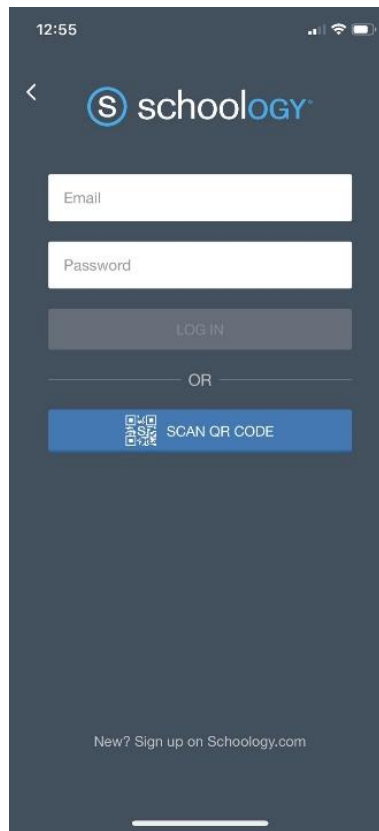 12:55
S schoology
Email
Password
LOG IN
OR
SCAN QR CODE
New? Sign up on Schoology.com